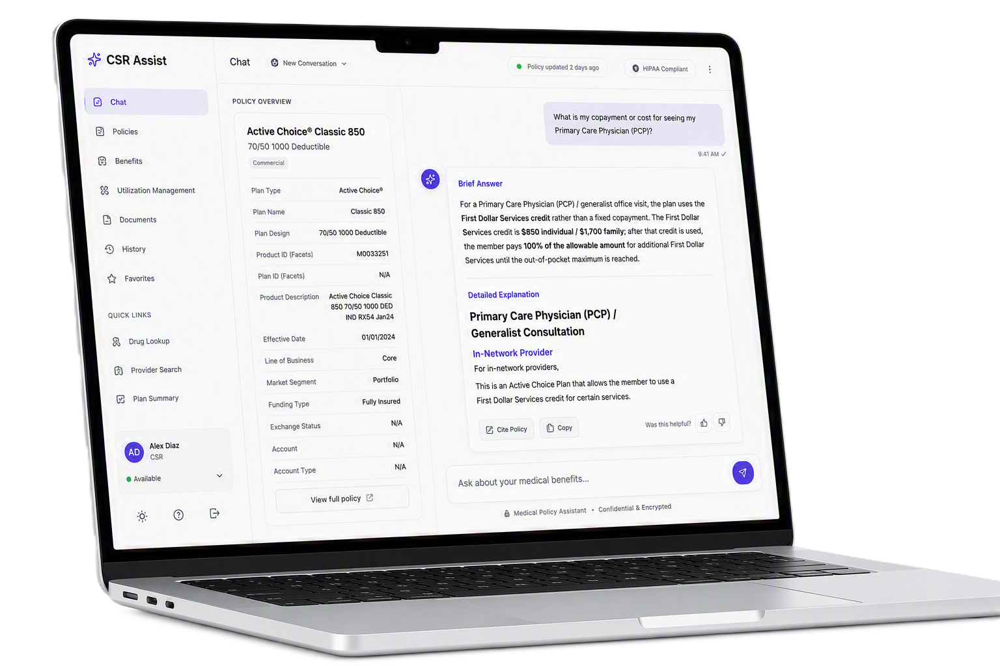 CSR Assist
Chat
Policies
Benefits
Utilization Management
Documents
History
Favorites
QUICK LINKS
Drug Lookup
Provider Search
Plan Summary
AD
Alex Diaz
CSR
Available
Chat
New Conversation
Policy updated 2 days ago
HIPAA Compliant
POLICY OVERVIEW
Active Choice® Classic 850
70/50 1000 Deductible
Commercial
Plan Type Active Choice®
Plan Name Classic 850
Plan Design 70/50 1000 Deductible
Product ID (Facets) M0033251
Plan ID (Facets) N/A
Product Description Active Choice Classic
850 70/50 1000 DED
IND RX54 Jan24
Effective Date 01/01/2024
Line of Business Core
Market Segment Portfolio
Funding Type Fully Insured
Exchange Status N/A
Account N/A
Account Type N/A
View full policy
What is my copayment or cost for seeing my
Primary Care Physician (PCP)?
9:41 AM
Brief Answer
For a Primary Care Physician (PCP) / generalist office visit, the plan uses the
First Dollar Services credit rather than a fixed copayment. The First Dollar
Services credit is $850 individual / $1,700 family; after that credit is used,
the member pays 100% of the allowable amount for additional First Dollar
Services until the out-of-pocket maximum is reached.
Detailed Explanation
Primary Care Physician (PCP) /
Generalist Consultation
In-Network Provider
For in-network providers,
This is an Active Choice Plan that allows the member to use a
First Dollar Services credit for certain services.
Cite Policy
Copy
Was this helpful?
Ask about your medical benefits...
Medical Policy Assistant • Confidential & Encrypted